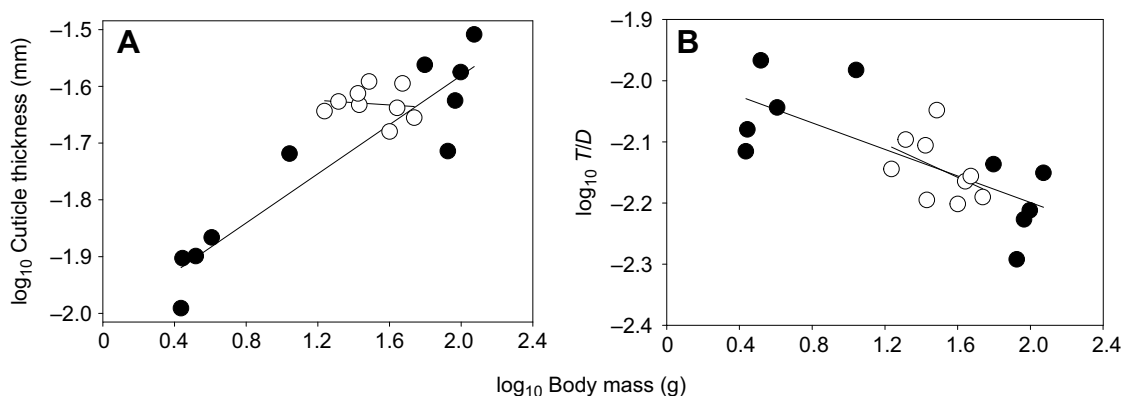 A
log10 Cuticle thickness (mm)
–1.5
–1.6
–1.7
–1.8
–1.9
–2.0
0 0.4 0.8 1.2 1.6 2.0 2.4
B
log10 T/D
–1.9
–2.0
–2.1
–2.2
–2.3
–2.4
0 0.4 0.8 1.2 1.6 2.0 2.4
log10 Body mass (g)